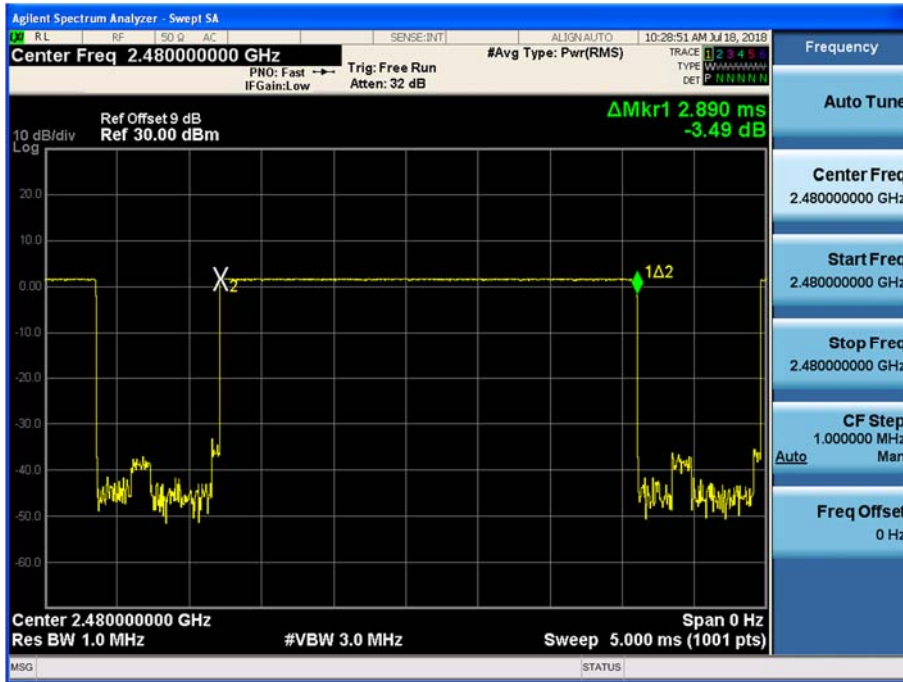 Agilent Spectrum Analyzer - Swept SA
RL RF 50 Ω AC SENSE:INT ALIGN AUTO 10:28:51 AM Jul 18, 2018
Center Freq 2.480000000 GHz
PNO: Fast
IFGain:Low
Trig: Free Run
Atten: 32 dB
#Avg Type: Pwr(RMS)
TRACE 1 2 3 4 5 6
TYPE W
DET P N N N N N
Frequency
Auto Tune
Center Freq
2.480000000 GHz
Start Freq
2.480000000 GHz
Stop Freq
2.480000000 GHz
CF Step
1.000000 MHz
Auto Man
Freq Offset
0 Hz
ΔMkr1 2.890 ms
-3.49 dB
Ref Offset 9 dB
10 dB/div Ref 30.00 dBm
Log
20.0
10.0
0.00
-10.0
-20.0
-30.0
-40.0
-50.0
-60.0
X2
1Δ2
Center 2.480000000 GHz Span 0 Hz
Res BW 1.0 MHz #VBW 3.0 MHz Sweep 5.000 ms (1001 pts)
MSG STATUS